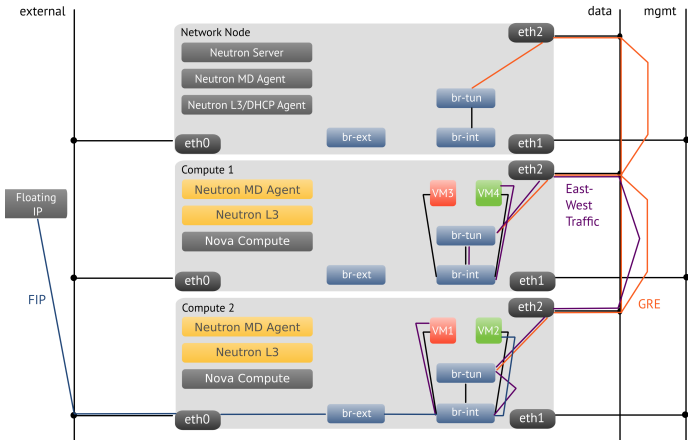 external
data
mgmt
Network Node
eth2
Neutron Server
Neutron MD Agent
Neutron L3/DHCP Agent
br-tun
br-ext
br-int
eth0
eth1
Compute 1
eth2
Neutron MD Agent
Neutron L3
Nova Compute
VM3
VM4
br-tun
br-ext
br-int
eth0
eth1
East-
West
Traffic
Floating
IP
FIP
GRE
Compute 2
eth2
Neutron MD Agent
Neutron L3
Nova Compute
VM1
VM2
br-tun
br-ext
br-int
eth0
eth1